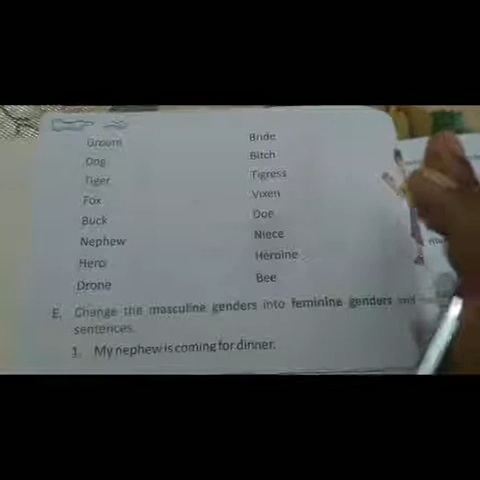 Groom Bride
Dog Bitch
Tiger Tigress
Fox Vixen
Buck Doe
Nephew Niece
Hero Heroine
Drone Bee
E. Change the masculine genders into feminine genders and
sentences.
1. My nephew is coming for dinner.